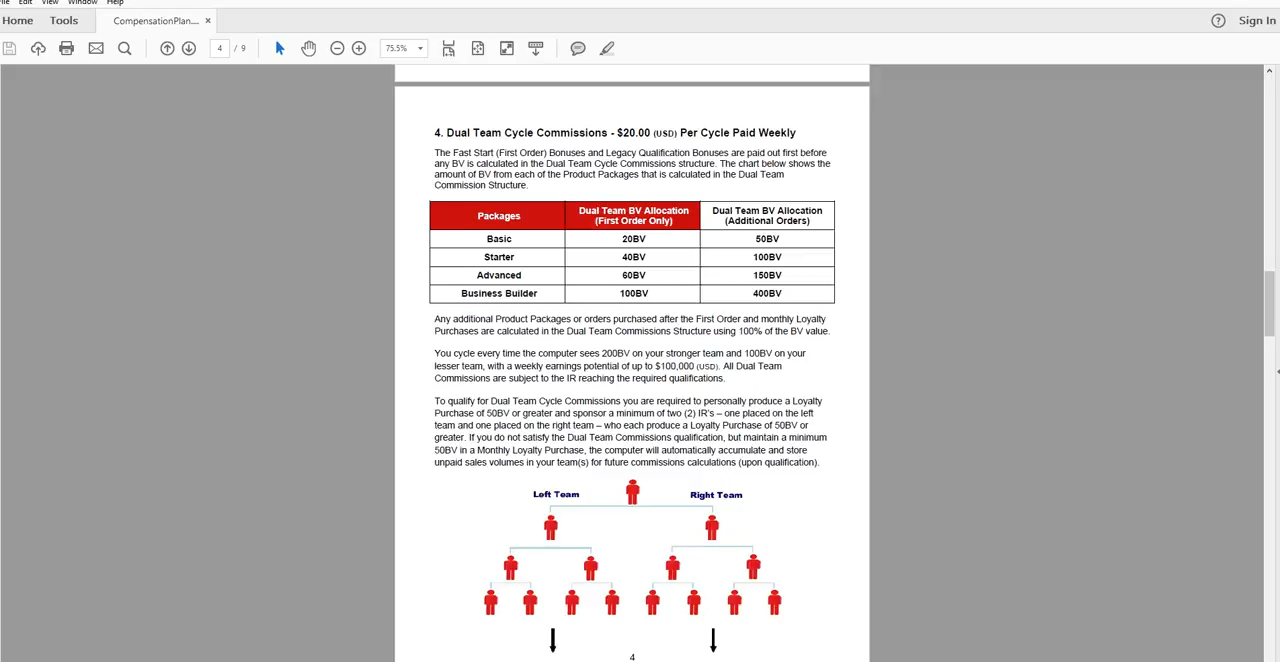 File Edit View Window Help
Home Tools CompensationPlan.... × ? Sign In
4 / 9 75.5%
4. Dual Team Cycle Commissions - $20.00 (USD) Per Cycle Paid Weekly
The Fast Start (First Order) Bonuses and Legacy Qualification Bonuses are paid out first before
any BV is calculated in the Dual Team Cycle Commissions structure. The chart below shows the
amount of BV from each of the Product Packages that is calculated in the Dual Team
Commission Structure.
Packages Dual Team BV Allocation (First Order Only) Dual Team BV Allocation (Additional Orders)
Basic 20BV 50BV
Starter 40BV 100BV
Advanced 60BV 150BV
Business Builder 100BV 400BV
Any additional Product Packages or orders purchased after the First Order and monthly Loyalty
Purchases are calculated in the Dual Team Commissions Structure using 100% of the BV value.
You cycle every time the computer sees 200BV on your stronger team and 100BV on your
lesser team, with a weekly earnings potential of up to $100,000 (USD). All Dual Team
Commissions are subject to the IR reaching the required qualifications.
To qualify for Dual Team Cycle Commissions you are required to personally produce a Loyalty
Purchase of 50BV or greater and sponsor a minimum of two (2) IR's – one placed on the left
team and one placed on the right team – who each produce a Loyalty Purchase of 50BV or
greater. If you do not satisfy the Dual Team Commissions qualification, but maintain a minimum
50BV in a Monthly Loyalty Purchase, the computer will automatically accumulate and store
unpaid sales volumes in your team(s) for future commissions calculations (upon qualification).
Left Team Right Team
4